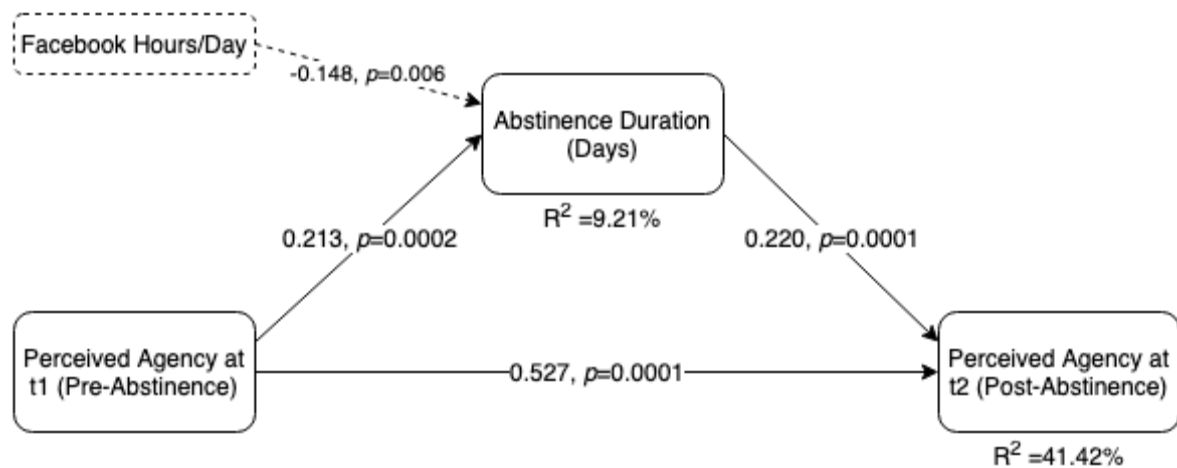 Facebook Hours/Day
-0.148, p=0.006
Abstinence Duration
(Days)
R² =9.21%
0.213, p=0.0002
0.220, p=0.0001
Perceived Agency at
t1 (Pre-Abstinence)
0.527, p=0.0001
Perceived Agency at
t2 (Post-Abstinence)
R² =41.42%